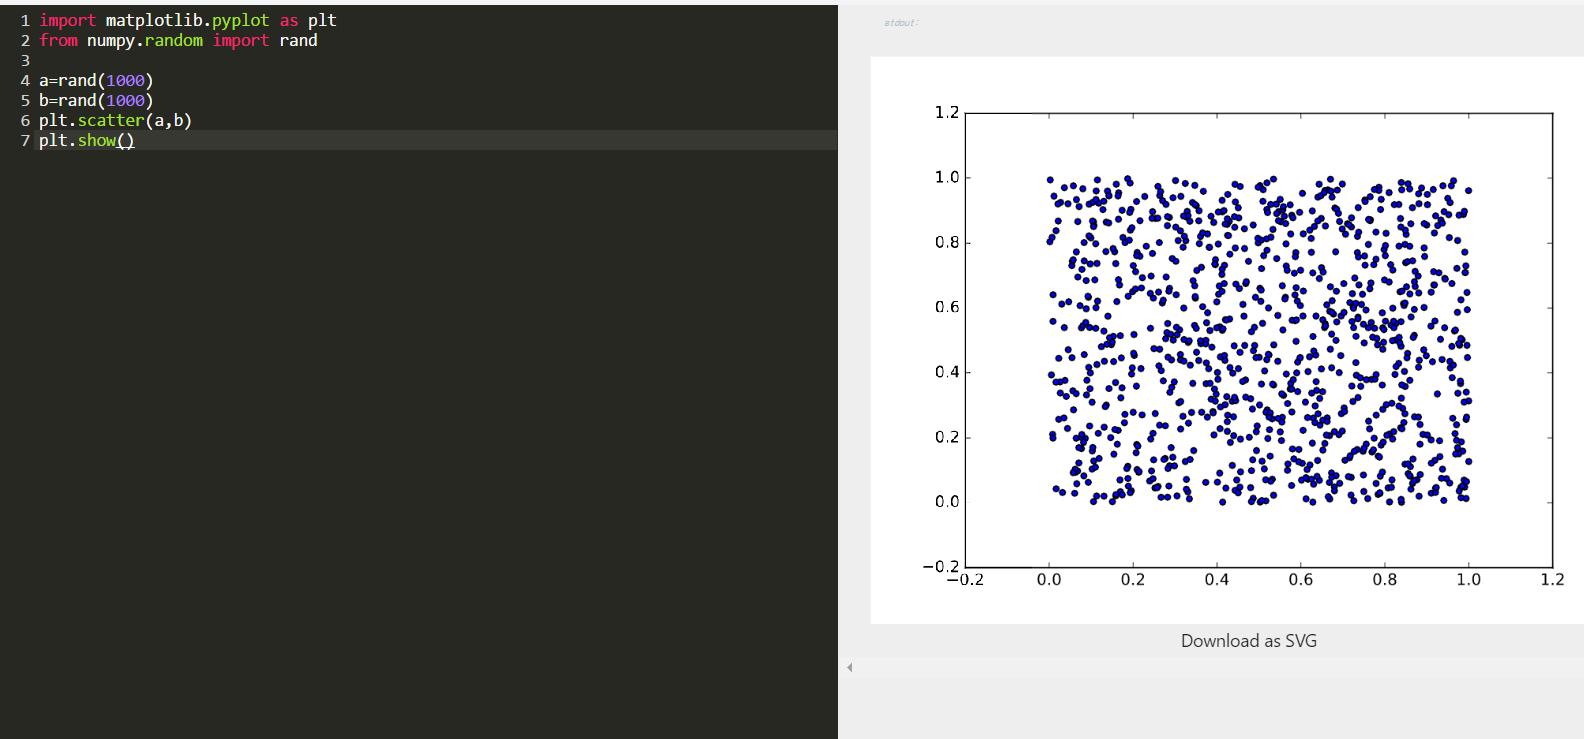 1 import matplotlib.pyplot as plt
2 from numpy.random import rand
3
4 a=rand(1000)
5 b=rand(1000)
6 plt.scatter(a,b)
7 plt.show()
stdout:
1.2
1.0
0.8
0.6
0.4
0.2
0.0
−0.2
−0.2 0.0 0.2 0.4 0.6 0.8 1.0 1.2
Download as SVG